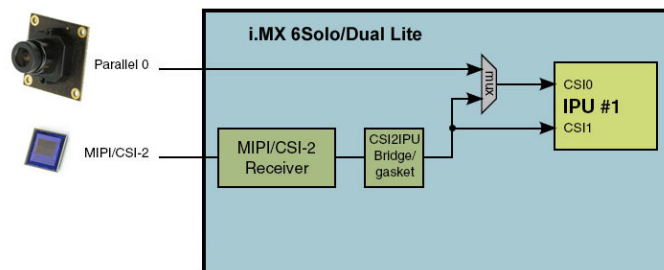 i.MX 6Solo/Dual Lite
Parallel 0
mux
CSI0
IPU #1
CSI1
MIPI/CSI-2
MIPI/CSI-2
Receiver
CSI2IPU
Bridge/
gasket